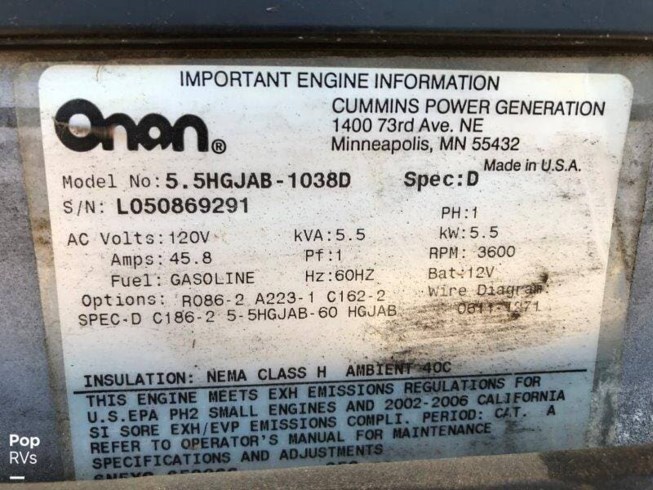 IMPORTANT ENGINE INFORMATION
Onan®
CUMMINS POWER GENERATION
1400 73rd Ave. NE
Minneapolis, MN 55432
Made in U.S.A.
Model No:5.5HGJAB-1038D Spec:D
S/N: L050869291
PH:1
AC Volts:120V kVA:5.5 kW:5.5
Amps:45.8 Pf:1 RPM: 3600
Fuel:GASOLINE Hz:60HZ Bat:12V
Options: R086-2 A223-1 C162-2 Wire Diagram:
SPEC-D C186-2 5-5HGJAB-60 HGJAB
INSULATION: NEMA CLASS H AMBIENT 40C
THIS ENGINE MEETS EXH EMISSIONS REGULATIONS FOR
U.S.EPA PH2 SMALL ENGINES AND 2002-2006 CALIFORNIA
SI SORE EXH/EVP EMISSIONS COMPLI. PERIOD: CAT. A
REFER TO OPERATOR'S MANUAL FOR MAINTENANCE
SPECIFICATIONS AND ADJUSTMENTS
Pop
RVs